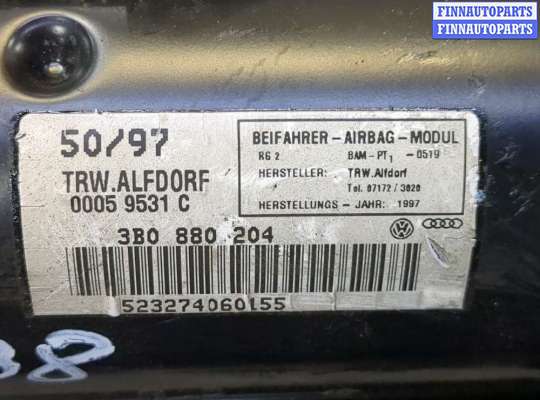 FINNAUTOPARTS
FINNAUTOPARTS
50/97
TRW.ALFDORF
0005 9531 C
BEIFAHRER-AIRBAG-MODUL
RG 2 BAM-PT1 -0519
HERSTELLER: TRW.Alfdorf
Tel. 07172/3020
HERSTELLUNGS-JAHR: 1997
3B0 880 204
523274060155